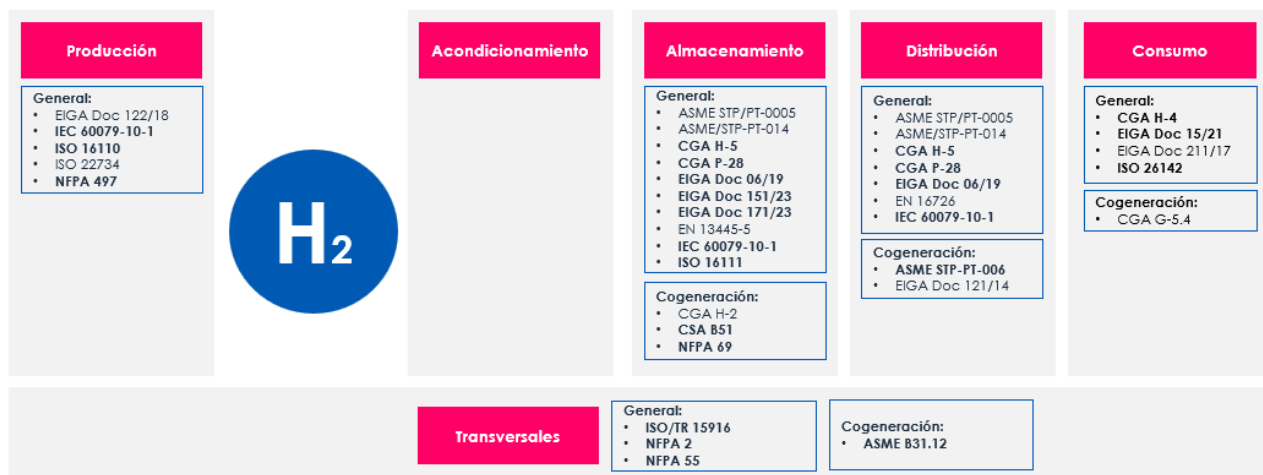 Producción
General:
• EIGA Doc 122/18
• IEC 60079-10-1
• ISO 16110
• ISO 22734
• NFPA 497
H2
Acondicionamiento
Almacenamiento
General:
• ASME STP/PT-0005
• ASME/STP-PT-014
• CGA H-5
• CGA P-28
• EIGA Doc 06/19
• EIGA Doc 151/23
• EIGA Doc 171/23
• EN 13445-5
• IEC 60079-10-1
• ISO 16111
Cogeneración:
• CGA H-2
• CSA B51
• NFPA 69
Distribución
General:
• ASME STP/PT-0005
• ASME/STP-PT-014
• CGA H-5
• CGA P-28
• EIGA Doc 06/19
• EN 16726
• IEC 60079-10-1
Cogeneración:
• ASME STP-PT-006
• EIGA Doc 121/14
Consumo
General:
• CGA H-4
• EIGA Doc 15/21
• EIGA Doc 211/17
• ISO 26142
Cogeneración:
• CGA G-5.4
Transversales
General:
• ISO/TR 15916
• NFPA 2
• NFPA 55
Cogeneración:
• ASME B31.12